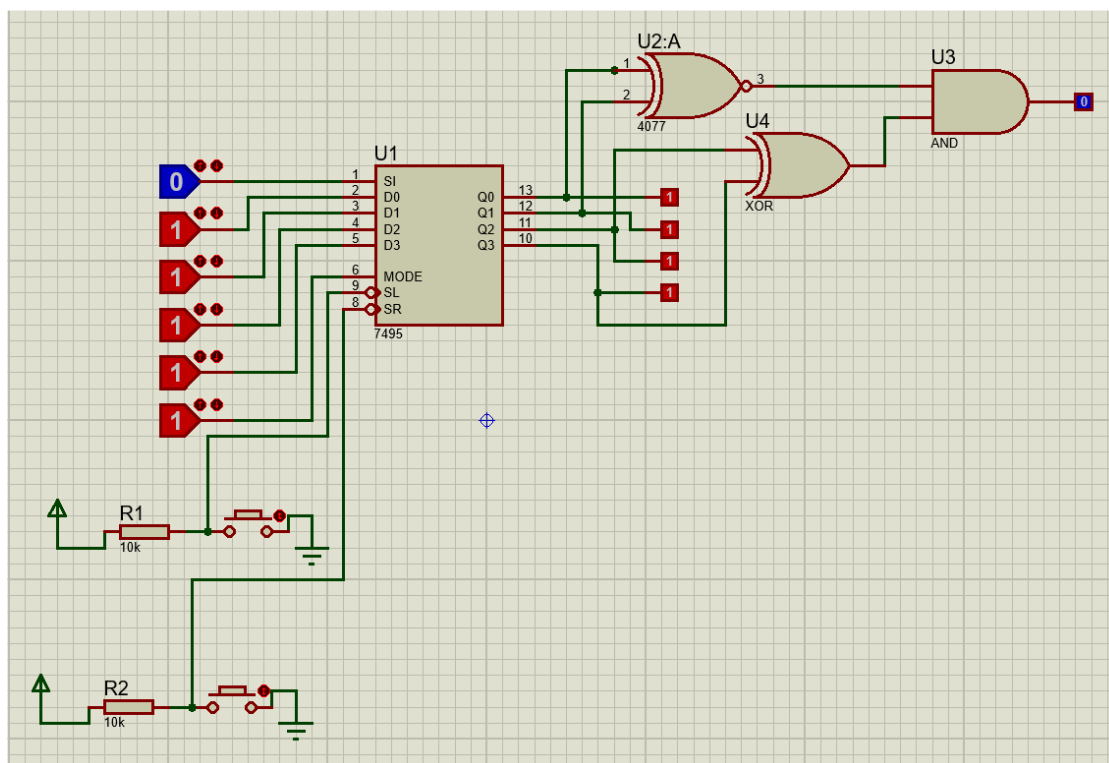 U2:A
1
2
3
4077
U3
AND
0
U4
XOR
U1
0
1
1
1
1
1
1 SI
2 D0
3 D1
4 D2
5 D3
6 MODE
9 SL
8 SR
Q0 13
Q1 12
Q2 11
Q3 10
7495
1
1
1
1
R1
10k
R2
10k